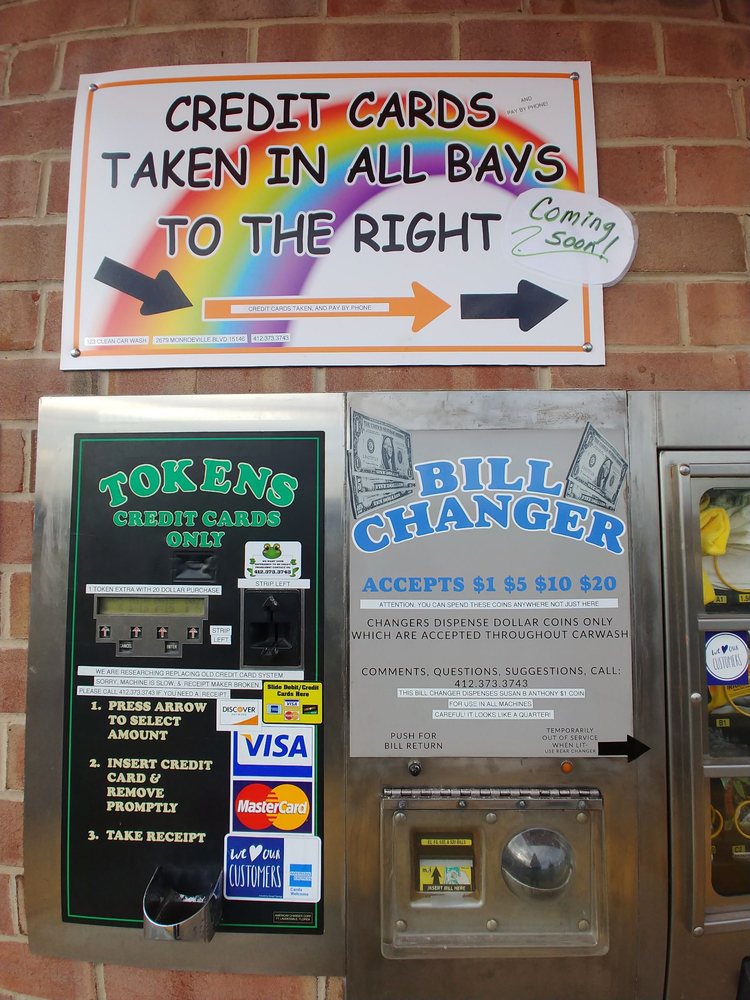 CREDIT CARDS
AND
PAY BY PHONE!
TAKEN IN ALL BAYS
TO THE RIGHT
Coming
Soon!
CREDIT CARDS TAKEN, AND PAY BY PHONE
123 CLEAN CAR WASH 2679 MONROEVILLE BLVD 15146 412.373.3743
TOKENS
CREDIT CARDS
ONLY
412.373.3743
STRIP LEFT
1 TOKEN EXTRA WITH 20 DOLLAR PURCHASE
STRIP
LEFT
CANCEL
ENTER
WE ARE RESEARCHING REPLACING OLD CREDIT CARD SYSTEM
SORRY, MACHINE IS SLOW, & RECEIPT MAKER BROKEN
PLEASE CALL 412.373.3743 IF YOU NEED A RECEIPT
Slide Debit/Credit
Cards Here
DISCOVER
1. PRESS ARROW
TO SELECT
AMOUNT
VISA
2. INSERT CREDIT
CARD &
REMOVE
PROMPTLY
MasterCard
3. TAKE RECEIPT
WE OUR
CUSTOMERS
Cards
Welcome
BILL
CHANGER
ACCEPTS $1 $5 $10 $20
ATTENTION: YOU CAN SPEND THESE COINS ANYWHERE NOT JUST HERE
CHANGERS DISPENSE DOLLAR COINS ONLY
WHICH ARE ACCEPTED THROUGHOUT CARWASH
COMMENTS, QUESTIONS, SUGGESTIONS, CALL:
412.373.3743
THIS BILL CHANGER DISPENSES SUSAN B ANTHONY $1 COIN
FOR USE IN ALL MACHINES
CAREFUL! IT LOOKS LIKE A QUARTER!
PUSH FOR
BILL RETURN
TEMPORARILY
OUT OF SERVICE
WHEN LIT-
USE REAR CHANGER
INSERT BILL HERE
A1
WE OUR
CUSTOMERS